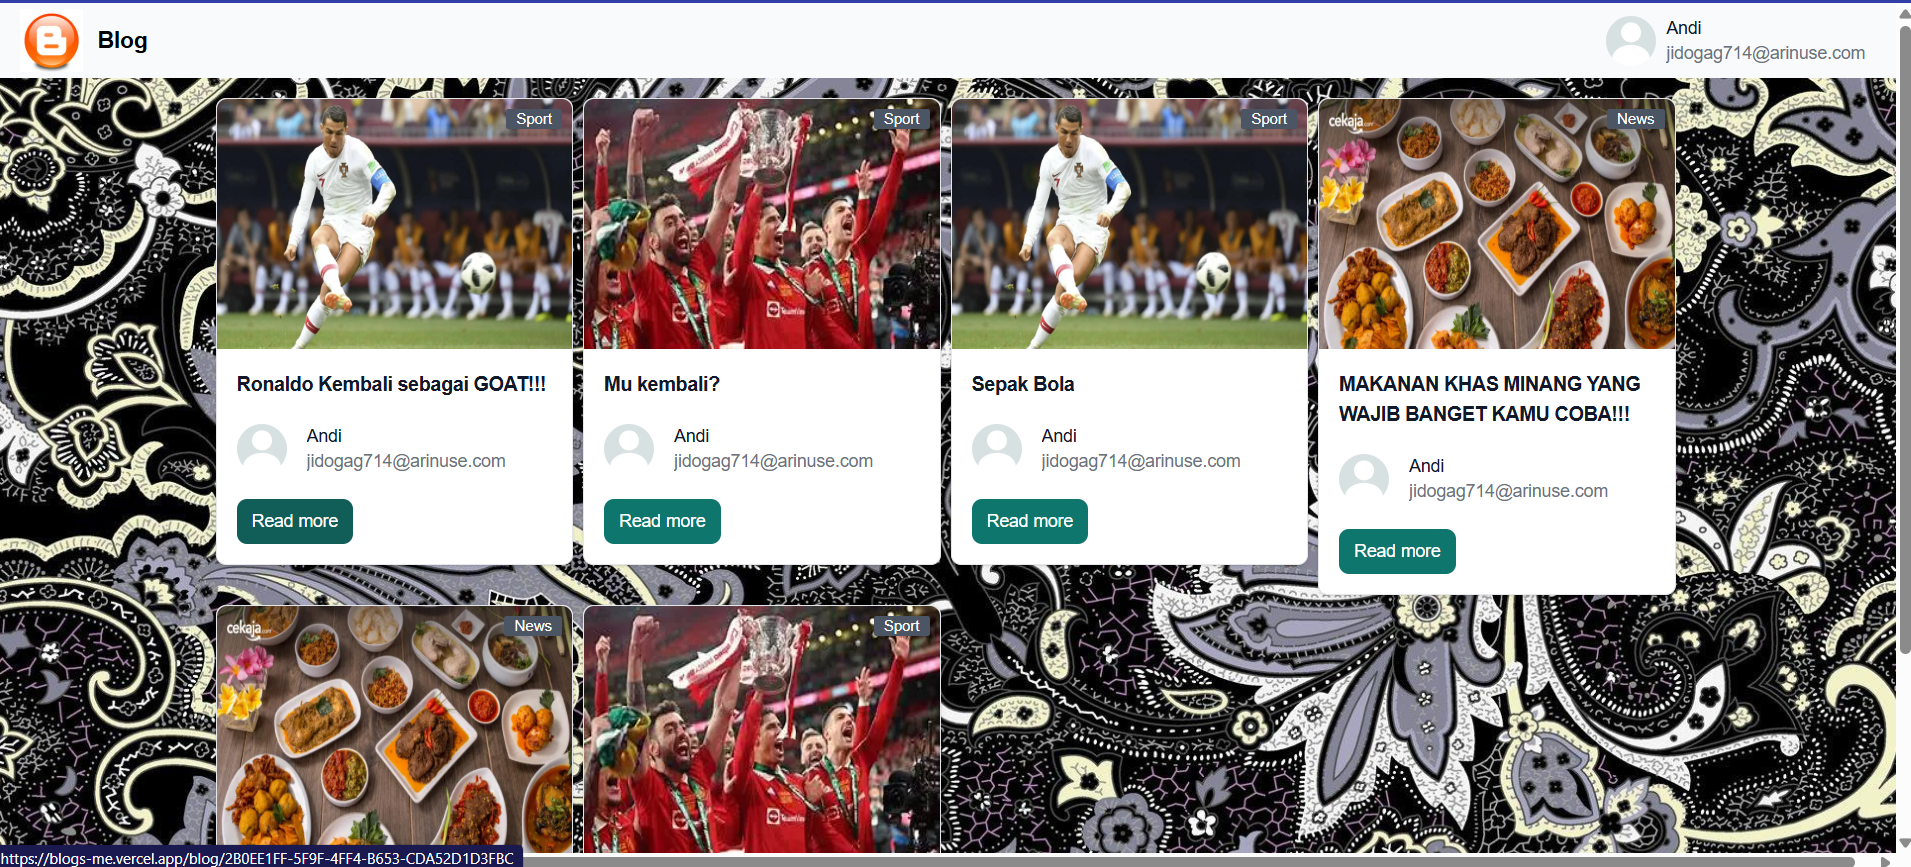 Blog
Andi
jidogag714@arinuse.com
Sport
Ronaldo Kembali sebagai GOAT!!!
Andi
jidogag714@arinuse.com
Read more
Sport
Mu kembali?
Andi
jidogag714@arinuse.com
Read more
Sport
Sepak Bola
Andi
jidogag714@arinuse.com
Read more
cekaja.com
News
MAKANAN KHAS MINANG YANG
WAJIB BANGET KAMU COBA!!!
Andi
jidogag714@arinuse.com
Read more
cekaja.com
News
Sport
https://blogs-me.vercel.app/blog/2B0EE1FF-5F9F-4FF4-B653-CDA52D1D3FBC